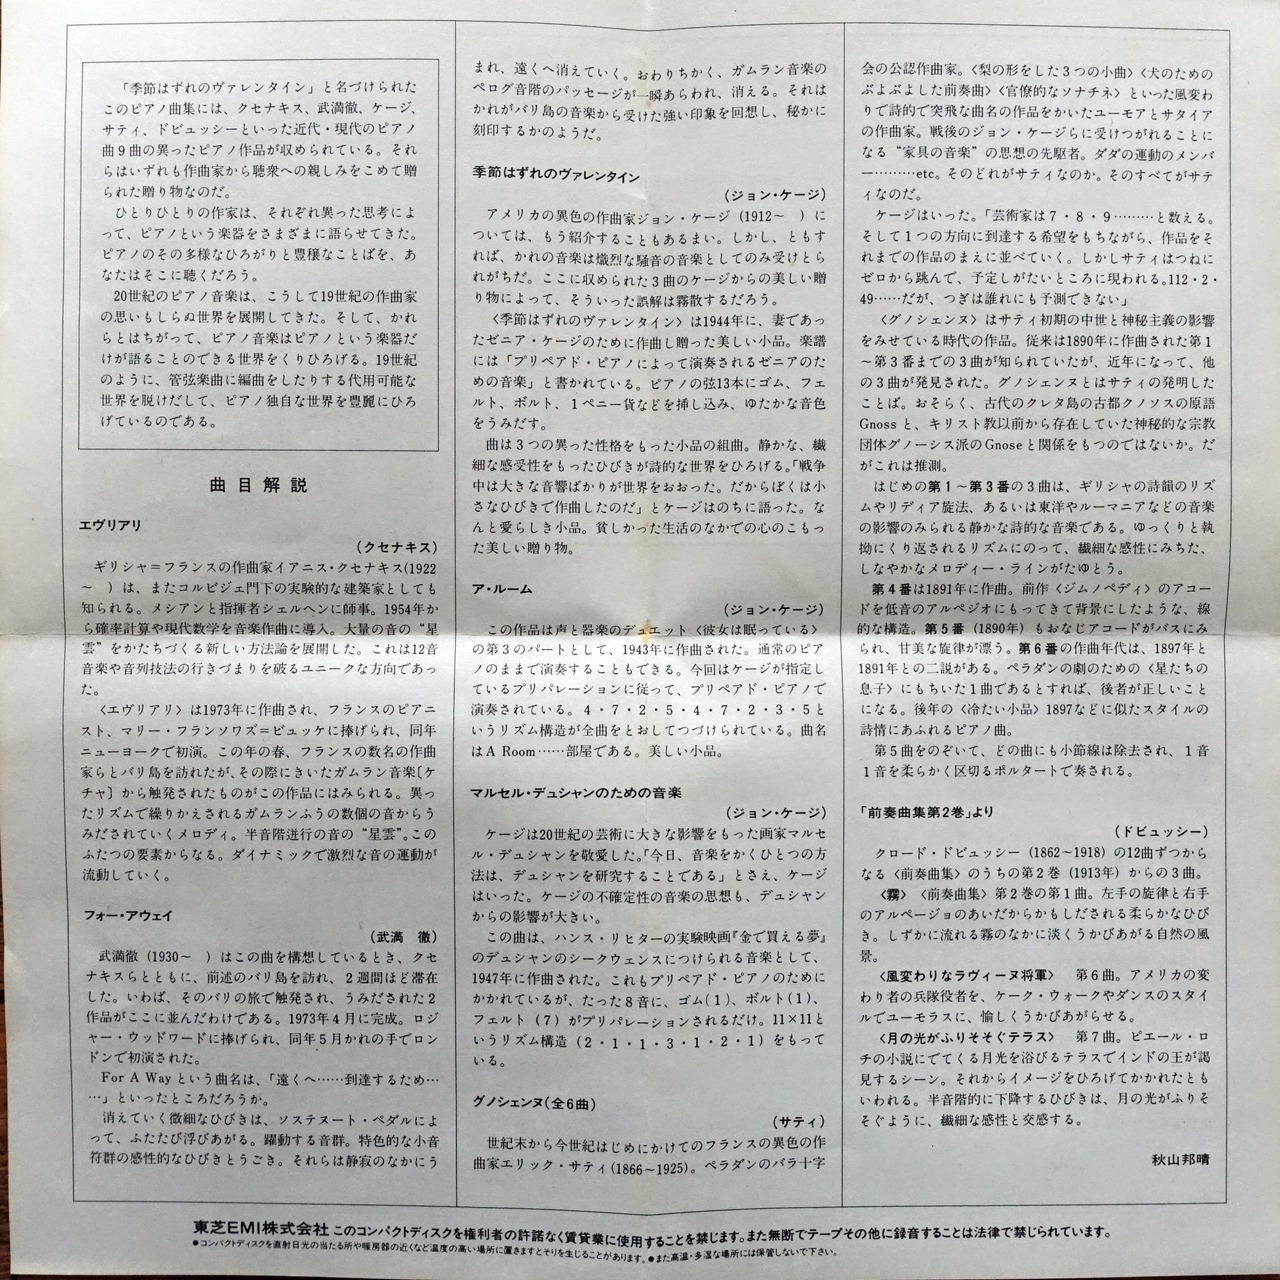 「季節はずれのヴァレンタイン」と名づけられた
このピアノ曲集には、クセナキス、武満徹、ケージ、
サティ、ドビュッシーといった近代・現代のピアノ
曲9曲の異ったピアノ作品が収められている。それ
らはいずれも作曲家から聴衆への親しみをこめて贈
られた贈り物なのだ。
ひとりひとりの作家は、それぞれ異った思考によ
って、ピアノという楽器をさまざまに語らせてきた。
ピアノのその多様なひろがりと豊穣なことばを、あ
なたはそこに聴くだろう。
20世紀のピアノ音楽は、こうして19世紀の作曲家
の思いもしらぬ世界を展開してきた。そして、かれ
らとはちがって、ピアノ音楽はピアノという楽器だ
けが語ることのできる世界をくりひろげる。19世紀
のように、管弦楽曲に編曲をしたりする代用可能な
世界を脱けだして、ピアノ独自な世界を豊麗にひろ
げているのである。
曲目解説
エヴリアリ
(クセナキス)
ギリシャ=フランスの作曲家イアニス・クセナキス(1922
〜　)は、またコルビジェ門下の実験的な建築家としても
知られる。メシアンと指揮者シェルヘンに師事。1954年か
ら確率計算や現代数学を音楽作曲に導入。大量の音の“星
雲”をかたちづくる新しい方法論を展開した。これは12音
音楽や音列技法の行きづまりを破るユニークな方向であっ
た。
〈エヴリアリ〉は1973年に作曲され、フランスのピアニ
スト、マリー・フランソワズ=ビュッケに捧げられ、同年
ニューヨークで初演。この年の春、フランスの数名の作曲
家らとバリ島を訪れたが、その際にきいたガムラン音楽〔ケ
チャ〕から触発されたものがこの作品にはみられる。異っ
たリズムで繰りかえされるガムランふうの数個の音からう
みだされていくメロディ。半音階進行の音の“星雲”。この
ふたつの要素からなる。ダイナミックで激烈な音の運動が
流動していく。
フォー・アウェイ
(武満　徹)
武満徹(1930〜　)はこの曲を構想しているとき、クセ
ナキスらとともに、前述のバリ島を訪れ、2週間ほど滞在
した。いわば、そのバリの旅で触発され、うみだされた2
作品がここに並んだわけである。1973年4月に完成。ロジ
ャー・ウッドワードに捧げられ、同年5月かれの手でロン
ドンで初演された。
For A Way という曲名は、「遠くへ……到達するため…
…」といったところだろうか。
消えていく微細なひびきは、ソステヌート・ペダルによ
って、ふたたび浮びあがる。躍動する音群。特色的な小音
符群の感性的なひびきとうごき。それらは静寂のなかにう
まれ、遠くへ消えていく。おわりちかく、ガムラン音楽の
ペログ音階のパッセージが一瞬あらわれ、消える。それは
かれがバリ島の音楽から受けた強い印象を回想し、秘かに
刻印するかのようだ。
季節はずれのヴァレンタイン
(ジョン・ケージ)
アメリカの異色の作曲家ジョン・ケージ(1912〜　)に
ついては、もう紹介することもあるまい。しかし、ともす
れば、かれの音楽は熾烈な騒音の音楽としてのみ受けとら
れがちだ。ここに収められた3曲のケージからの美しい贈
り物によって、そういった誤解は霧散するだろう。
〈季節はずれのヴァレンタイン〉は1944年に、妻であっ
たゼニア・ケージのために作曲し贈った美しい小品。楽譜
には「プリペアド・ピアノによって演奏されるゼニアのた
めの音楽」と書かれている。ピアノの弦13本にゴム、フェ
ルト、ボルト、1ペニー貨などを挿し込み、ゆたかな音色
をうみだす。
曲は3つの異った性格をもった小品の組曲。静かな、繊
細な感受性をもったひびきが詩的な世界をひろげる。「戦争
中は大きな音響ばかりが世界をおおった。だからぼくは小
さなひびきで作曲したのだ」とケージはのちに語った。な
んと愛らしき小品。貧しかった生活のなかでの心のこもっ
た美しい贈り物。
ア・ルーム
(ジョン・ケージ)
この作品は声と器楽のデュエット〈彼女は眠っている〉
の第3のパートとして、1943年に作曲された。通常のピア
ノのままで演奏することもできる。今回はケージが指定し
ているプリパレーションに従って、プリペアド・ピアノで
演奏されている。4・7・2・5・4・7・2・3・5と
いうリズム構造が全曲をとおしてつづけられている。曲名
はA Room……部屋である。美しい小品。
マルセル・デュシャンのための音楽
(ジョン・ケージ)
ケージは20世紀の芸術に大きな影響をもった画家マルセ
ル・デュシャンを敬愛した。「今日、音楽をかくひとつの方
法は、デュシャンを研究することである」とさえ、ケージ
はいった。ケージの不確定性の音楽の思想も、デュシャン
からの影響が大きい。
この曲は、ハンス・リヒターの実験映画『金で買える夢』
のデュシャンのシークウェンスにつけられる音楽として、
1947年に作曲された。これもプリペアド・ピアノのために
かかれているが、たった8音に、ゴム(1)、ボルト(1)、
フェルト(7)がプリパレーションされるだけ。11×11と
いうリズム構造(2・1・1・3・1・2・1)をもって
いる。
グノシェンヌ(全6曲)
(サティ)
世紀末から今世紀はじめにかけてのフランスの異色の作
曲家エリック・サティ(1866〜1925)。ペラダンのバラ十字
会の公認作曲家。〈梨の形をした3つの小曲〉〈犬のための
ぶよぶよした前奏曲〉〈官僚的なソナチネ〉といった風変わ
りで詩的で突飛な曲名の作品をかいたユーモアとサタイア
の作曲家。戦後のジョン・ケージらに受けつがれることに
なる“家具の音楽”の思想の先駆者。ダダの運動のメンバ
ー………etc。そのどれがサティなのか。そのすべてがサテ
ィなのだ。
ケージはいった。「芸術家は7・8・9………と数える。
そして1つの方向に到達する希望をもちながら、作品をそ
れまでの作品のまえに並べていく。しかしサティはつねに
ゼロから跳んで、予定しがたいところに現われる。112・2・
49……だが、つぎは誰れにも予測できない」
〈グノシェンヌ〉はサティ初期の中世と神秘主義の影響
をみせている時代の作品。従来は1890年に作曲された第1
〜第3番までの3曲が知られていたが、近年になって、他
の3曲が発見された。グノシェンヌとはサティの発明した
ことば。おそらく、古代のクレタ島の古都クノソスの原語
Gnossと、キリスト教以前から存在していた神秘的な宗教
団体グノーシス派のGnoseと関係をもつのではないか。だ
がこれは推測。
はじめの第1〜第3番の3曲は、ギリシャの詩韻のリズ
ムやリディア旋法、あるいは東洋やルーマニアなどの音楽
の影響のみられる静かな詩的な音楽である。ゆっくりと執
拗にくり返されるリズムにのって、繊細な感性にみちた、
しなやかなメロディー・ラインがたゆとう。
第4番は1891年に作曲。前作〈ジムノペディ〉のアコー
ドを低音のアルペジオにもってきて背景にしたような、線
的な構造。第5番(1890年)もおなじアコードがバスにみ
られ、甘美な旋律が漂う。第6番の作曲年代は、1897年と
1891年との二説がある。ペラダンの劇のための〈星たちの
息子〉にもちいた1曲であるとすれば、後者が正しいこと
になる。後年の〈冷たい小品〉1897などに似たスタイルの
詩情にあふれるピアノ曲。
第5曲をのぞいて、どの曲にも小節線は除去され、1音
1音を柔らかく区切るポルタートで奏される。
「前奏曲集第2巻」より
(ドビュッシー)
クロード・ドビュッシー(1862〜1918)の12曲ずつから
なる〈前奏曲集〉のうちの第2巻(1913年)からの3曲。
〈霧〉〈前奏曲集〉第2巻の第1曲。左手の旋律と右手
のアルページョのあいだからかもしだされる柔らかなひび
き。しずかに流れる霧のなかに淡くうかびあがる自然の風
景。
〈風変わりなラヴィーヌ将軍〉　第6曲。アメリカの変
わり者の兵隊役者を、ケーク・ウォークやダンスのスタイ
ルでユーモラスに、愉しくうかびあがらせる。
〈月の光がふりそそぐテラス〉　第7曲。ピエール・ロ
チの小説にでてくる月光を浴びるテラスでインドの王が謁
見するシーン。それからイメージをひろげてかかれたとも
いわれる。半音階的に下降するひびきは、月の光がふりそ
そぐように、繊細な感性と交感する。
秋山邦晴
東芝EMI株式会社 このコンパクトディスクを権利者の許諾なく賃貸業に使用することを禁じます。また無断でテープその他に録音することは法律で禁じられています。
●コンパクトディスクを直射日光の当たる所や暖房器の近くなど温度の高い場所に置きますとそりを生じることがあります。●また高温・多湿な場所には保管しないで下さい。